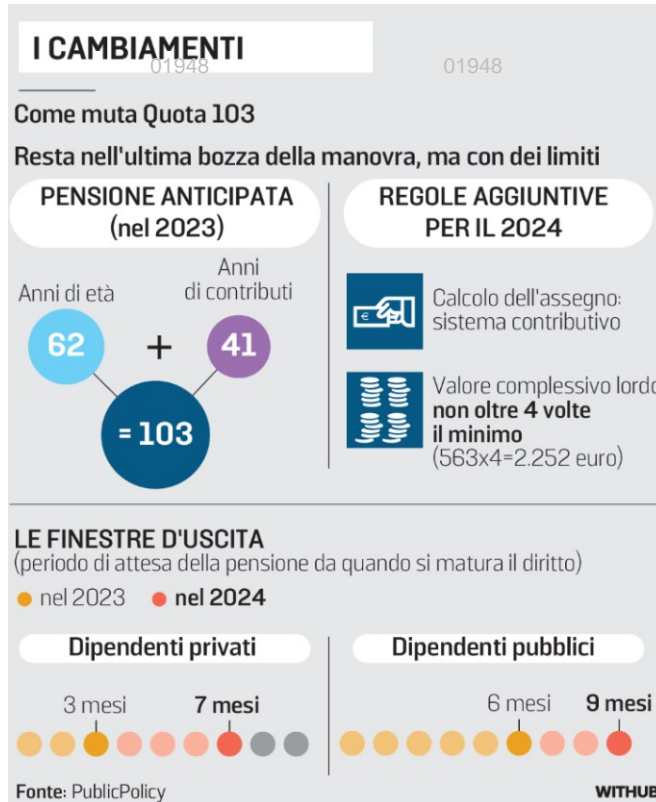 I CAMBIAMENTI
01948
01948
Come muta Quota 103
Resta nell'ultima bozza della manovra, ma con dei limiti
PENSIONE ANTICIPATA
(nel 2023)
Anni di età
Anni
di contributi
62
+
41
= 103
REGOLE AGGIUNTIVE
PER IL 2024
€
Calcolo dell'assegno:
sistema contributivo
Valore complessivo lordo
non oltre 4 volte
il minimo
(563x4=2.252 euro)
LE FINESTRE D'USCITA
(periodo di attesa della pensione da quando si matura il diritto)
nel 2023
nel 2024
Dipendenti privati
3 mesi
7 mesi
Dipendenti pubblici
6 mesi
9 mesi
Fonte: PublicPolicy
WITHUB